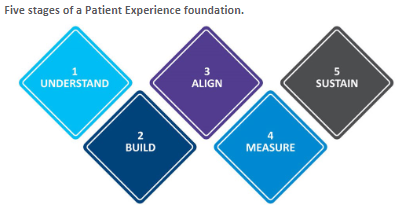 Five stages of a Patient Experience foundation.
1
UNDERSTAND
2
BUILD
3
ALIGN
4
MEASURE
5
SUSTAIN